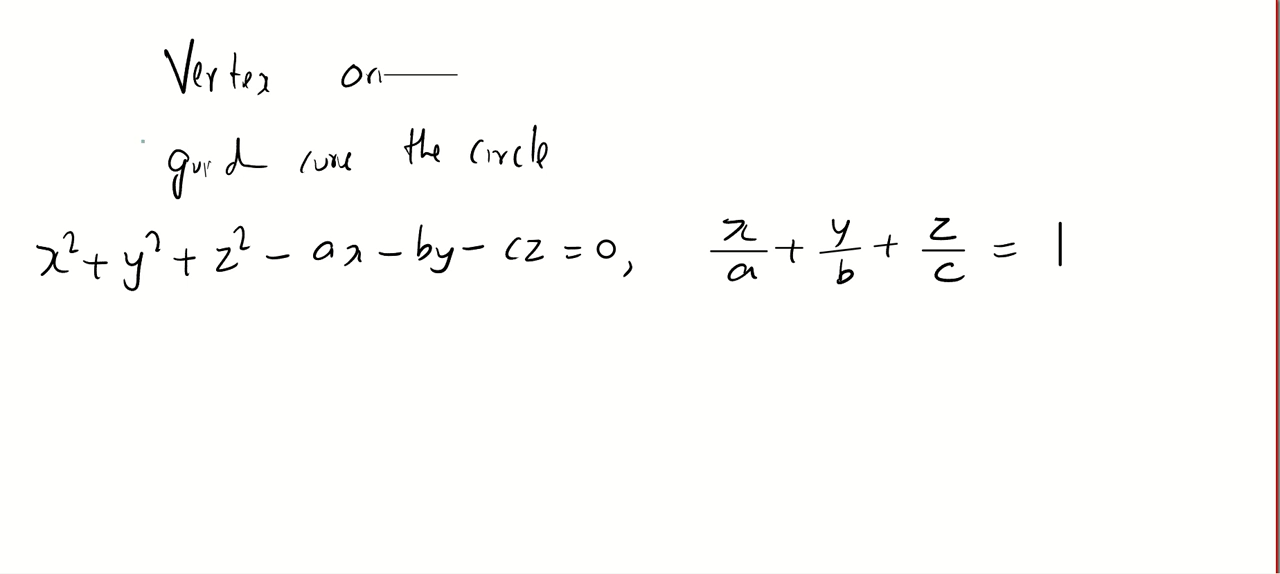 Vertex on
guid curve the circle
x² + y² + z² - ax - by - cz = 0, x/a + y/b + z/c = 1